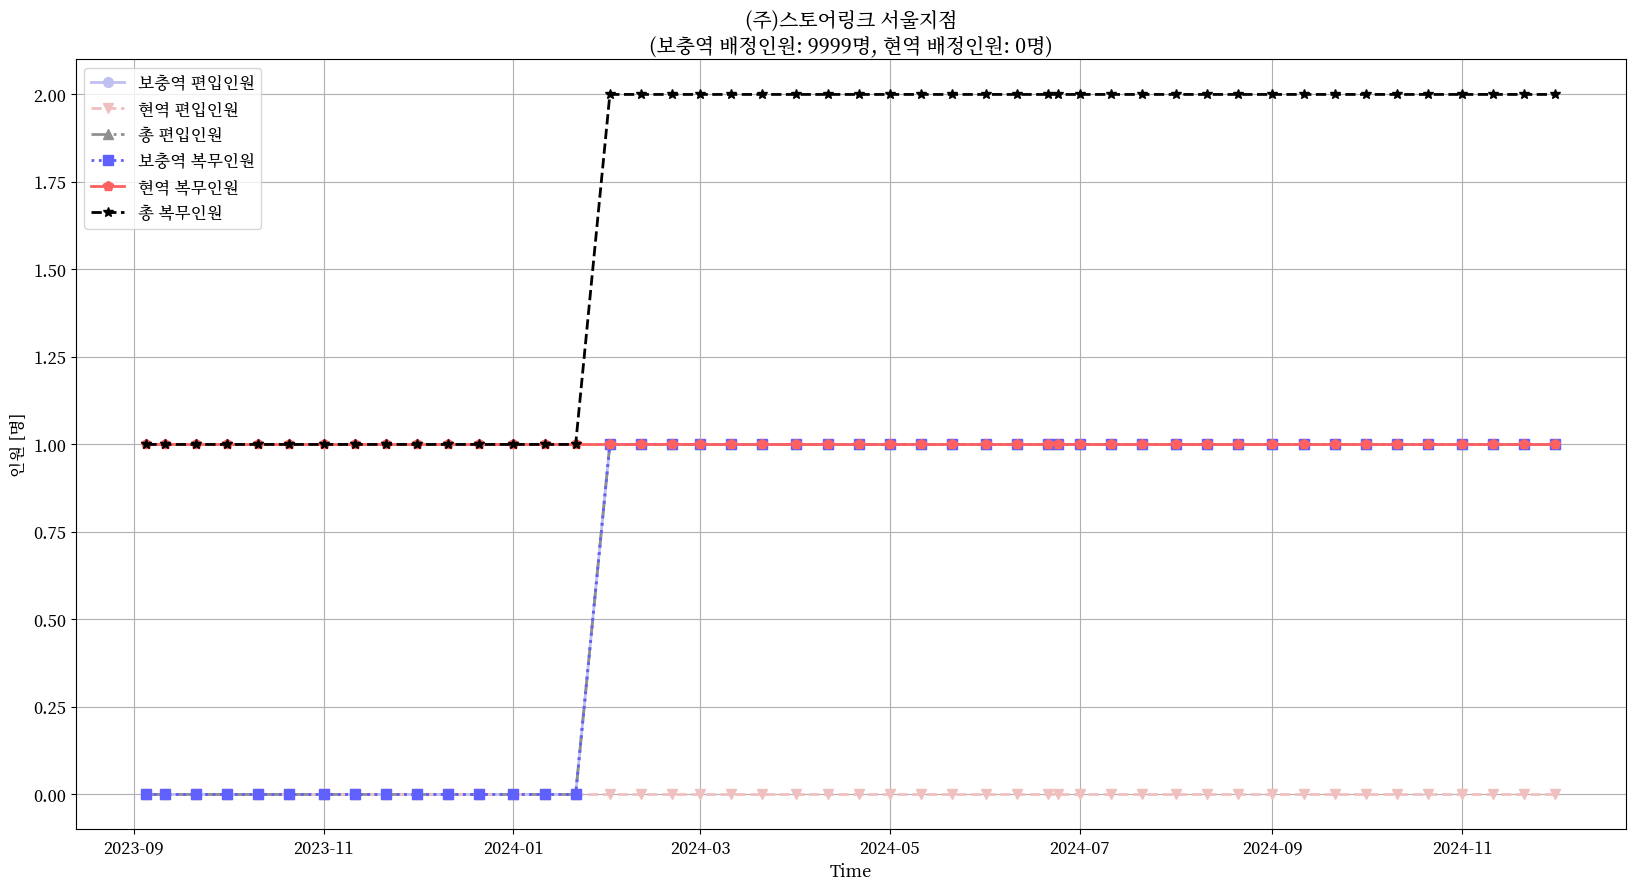 (주)스토어링크 서울지점
(보충역 배정인원: 9999명, 현역 배정인원: 0명)
보충역 편입인원
현역 편입인원
총 편입인원
보충역 복무인원
현역 복무인원
총 복무인원
2.00
1.75
1.50
1.25
1.00
0.75
0.50
0.25
0.00
인원 [명]
2023-09
2023-11
2024-01
2024-03
2024-05
2024-07
2024-09
2024-11
Time